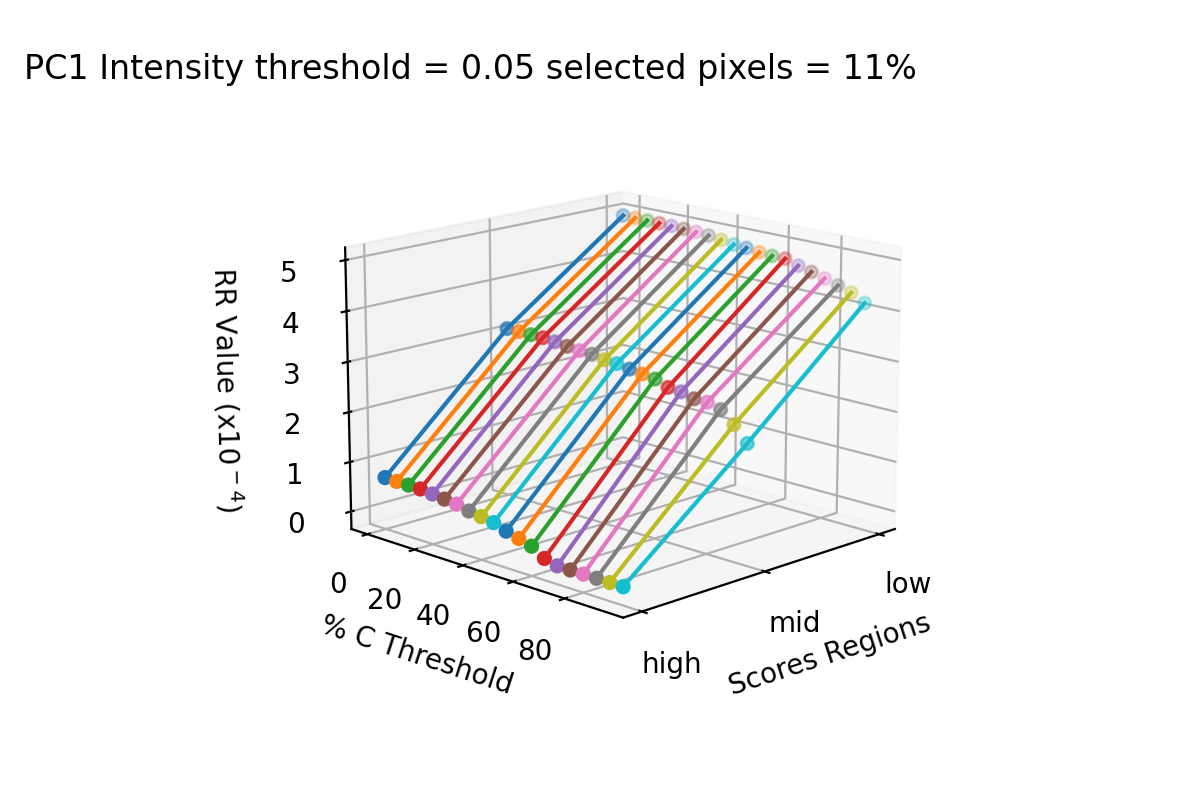 PC1 Intensity threshold = 0.05 selected pixels = 11%
RR Value (x10⁻⁴)
5
4
3
2
1
0
0
20
40
60
80
% C Threshold
high
mid
low
Scores Regions